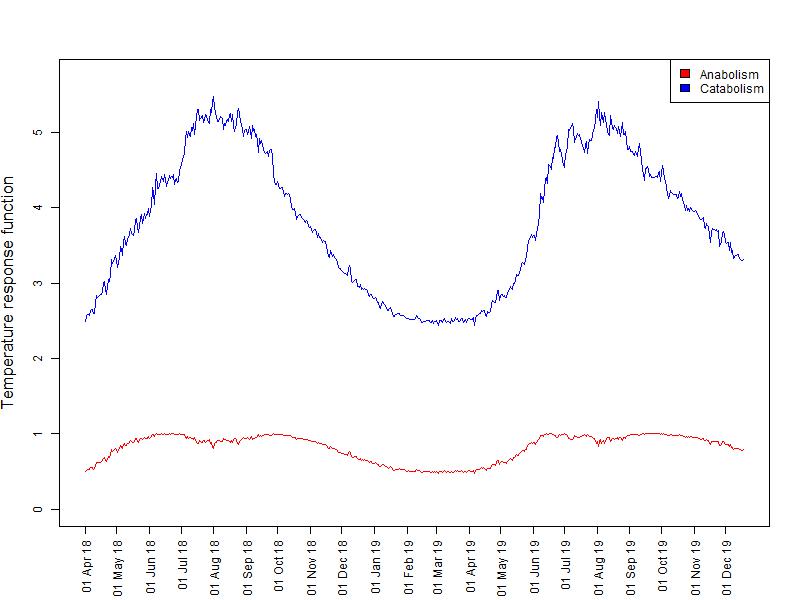 Anabolism
Catabolism
Temperature response function
5
4
3
2
1
0
01 Apr 18
01 May 18
01 Jun 18
01 Jul 18
01 Aug 18
01 Sep 18
01 Oct 18
01 Nov 18
01 Dec 18
01 Jan 19
01 Feb 19
01 Mar 19
01 Apr 19
01 May 19
01 Jun 19
01 Jul 19
01 Aug 19
01 Sep 19
01 Oct 19
01 Nov 19
01 Dec 19